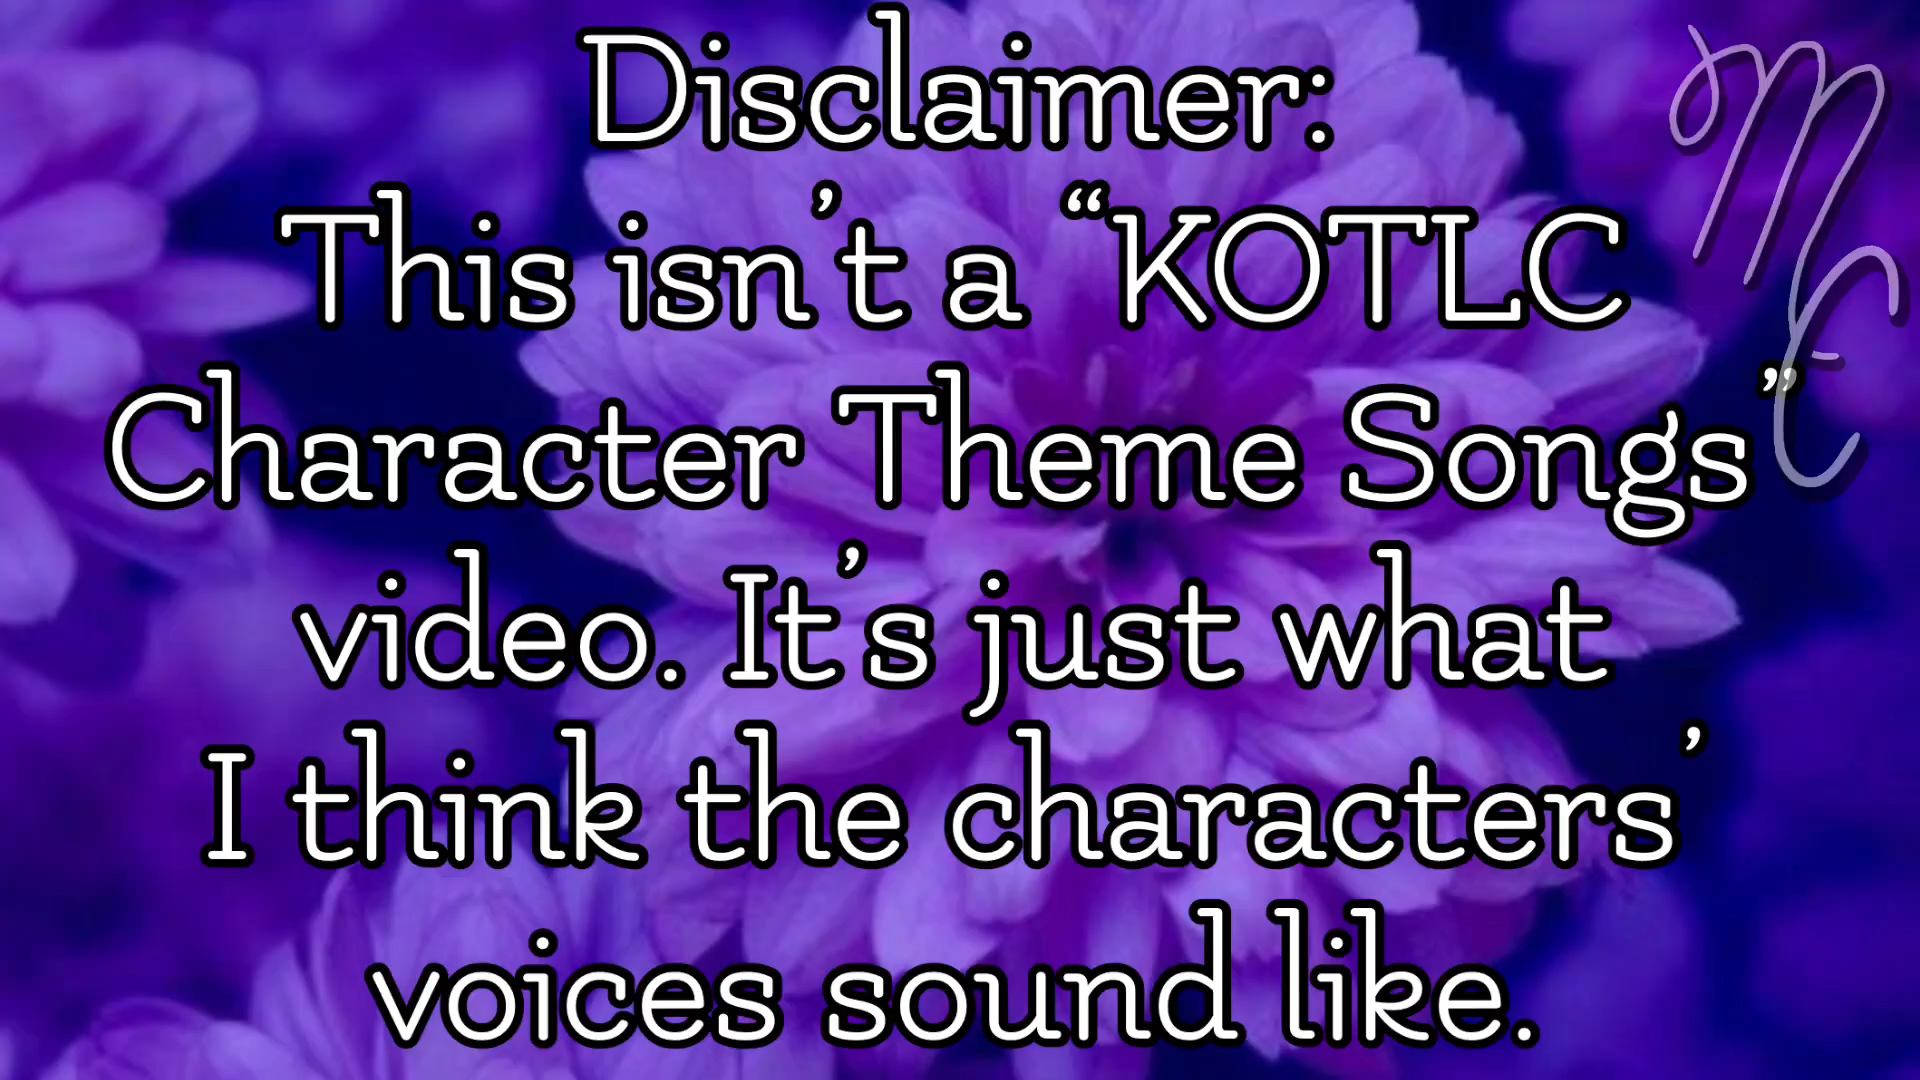 Disclaimer:
This isn’t a “KOTLC
Character Theme Songs”
video. It’s just what
I think the characters’
voices sound like.